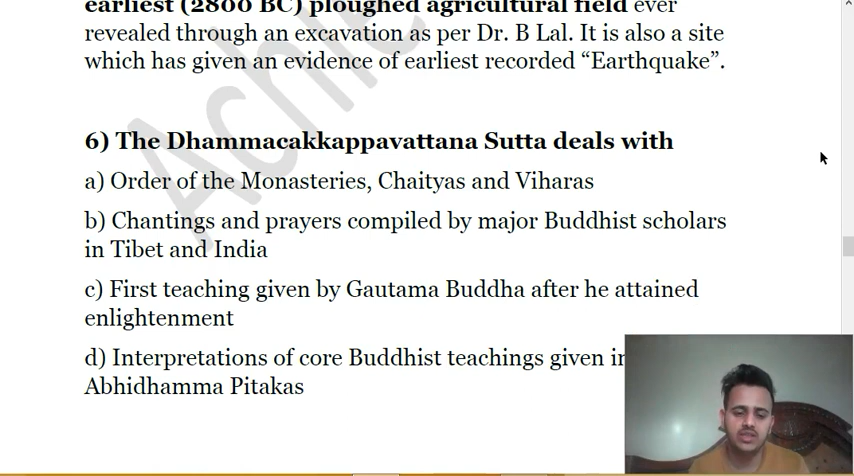 earliest (2800 BC) ploughed agricultural field ever
revealed through an excavation as per Dr. B Lal. It is also a site
which has given an evidence of earliest recorded “Earthquake”.
6) The Dhammacakkappavattana Sutta deals with
a) Order of the Monasteries, Chaityas and Viharas
b) Chantings and prayers compiled by major Buddhist scholars
in Tibet and India
c) First teaching given by Gautama Buddha after he attained
enlightenment
d) Interpretations of core Buddhist teachings given in
Abhidhamma Pitakas
Achie